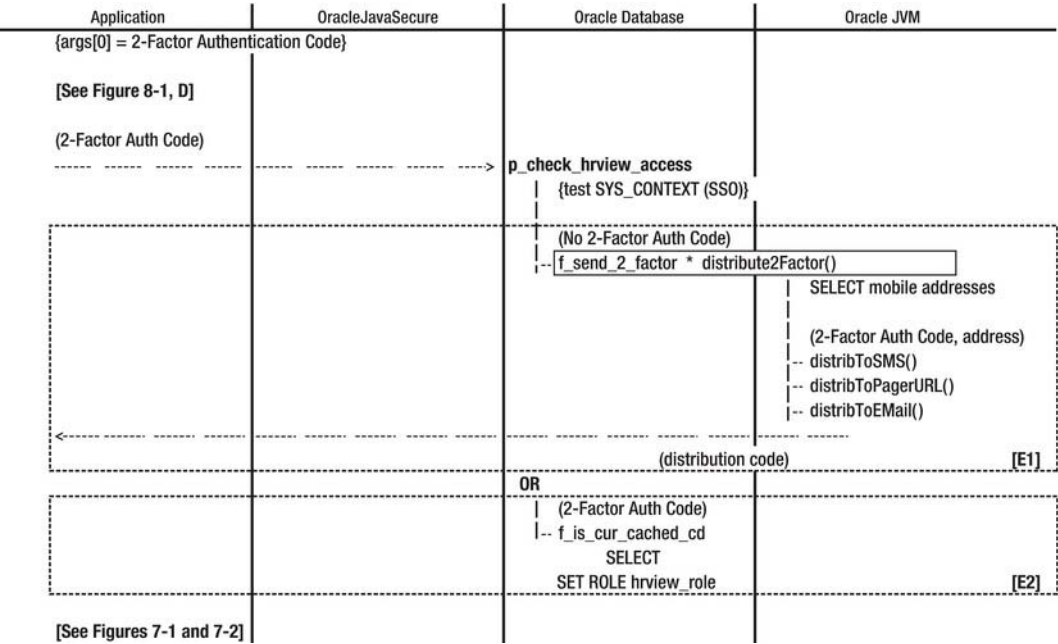 Application OracleJavaSecure Oracle Database Oracle JVM
{args[0] = 2-Factor Authentication Code}
[See Figure 8-1, D]
(2-Factor Auth Code)
p_check_hrview_access
{test SYS_CONTEXT (SSO)}
(No 2-Factor Auth Code)
f_send_2_factor * distribute2Factor()
SELECT mobile addresses
(2-Factor Auth Code, address)
distribToSMS()
distribToPagerURL()
distribToEMail()
(distribution code) [E1]
OR
(2-Factor Auth Code)
f_is_cur_cached_cd
SELECT
SET ROLE hrview_role [E2]
[See Figures 7-1 and 7-2]